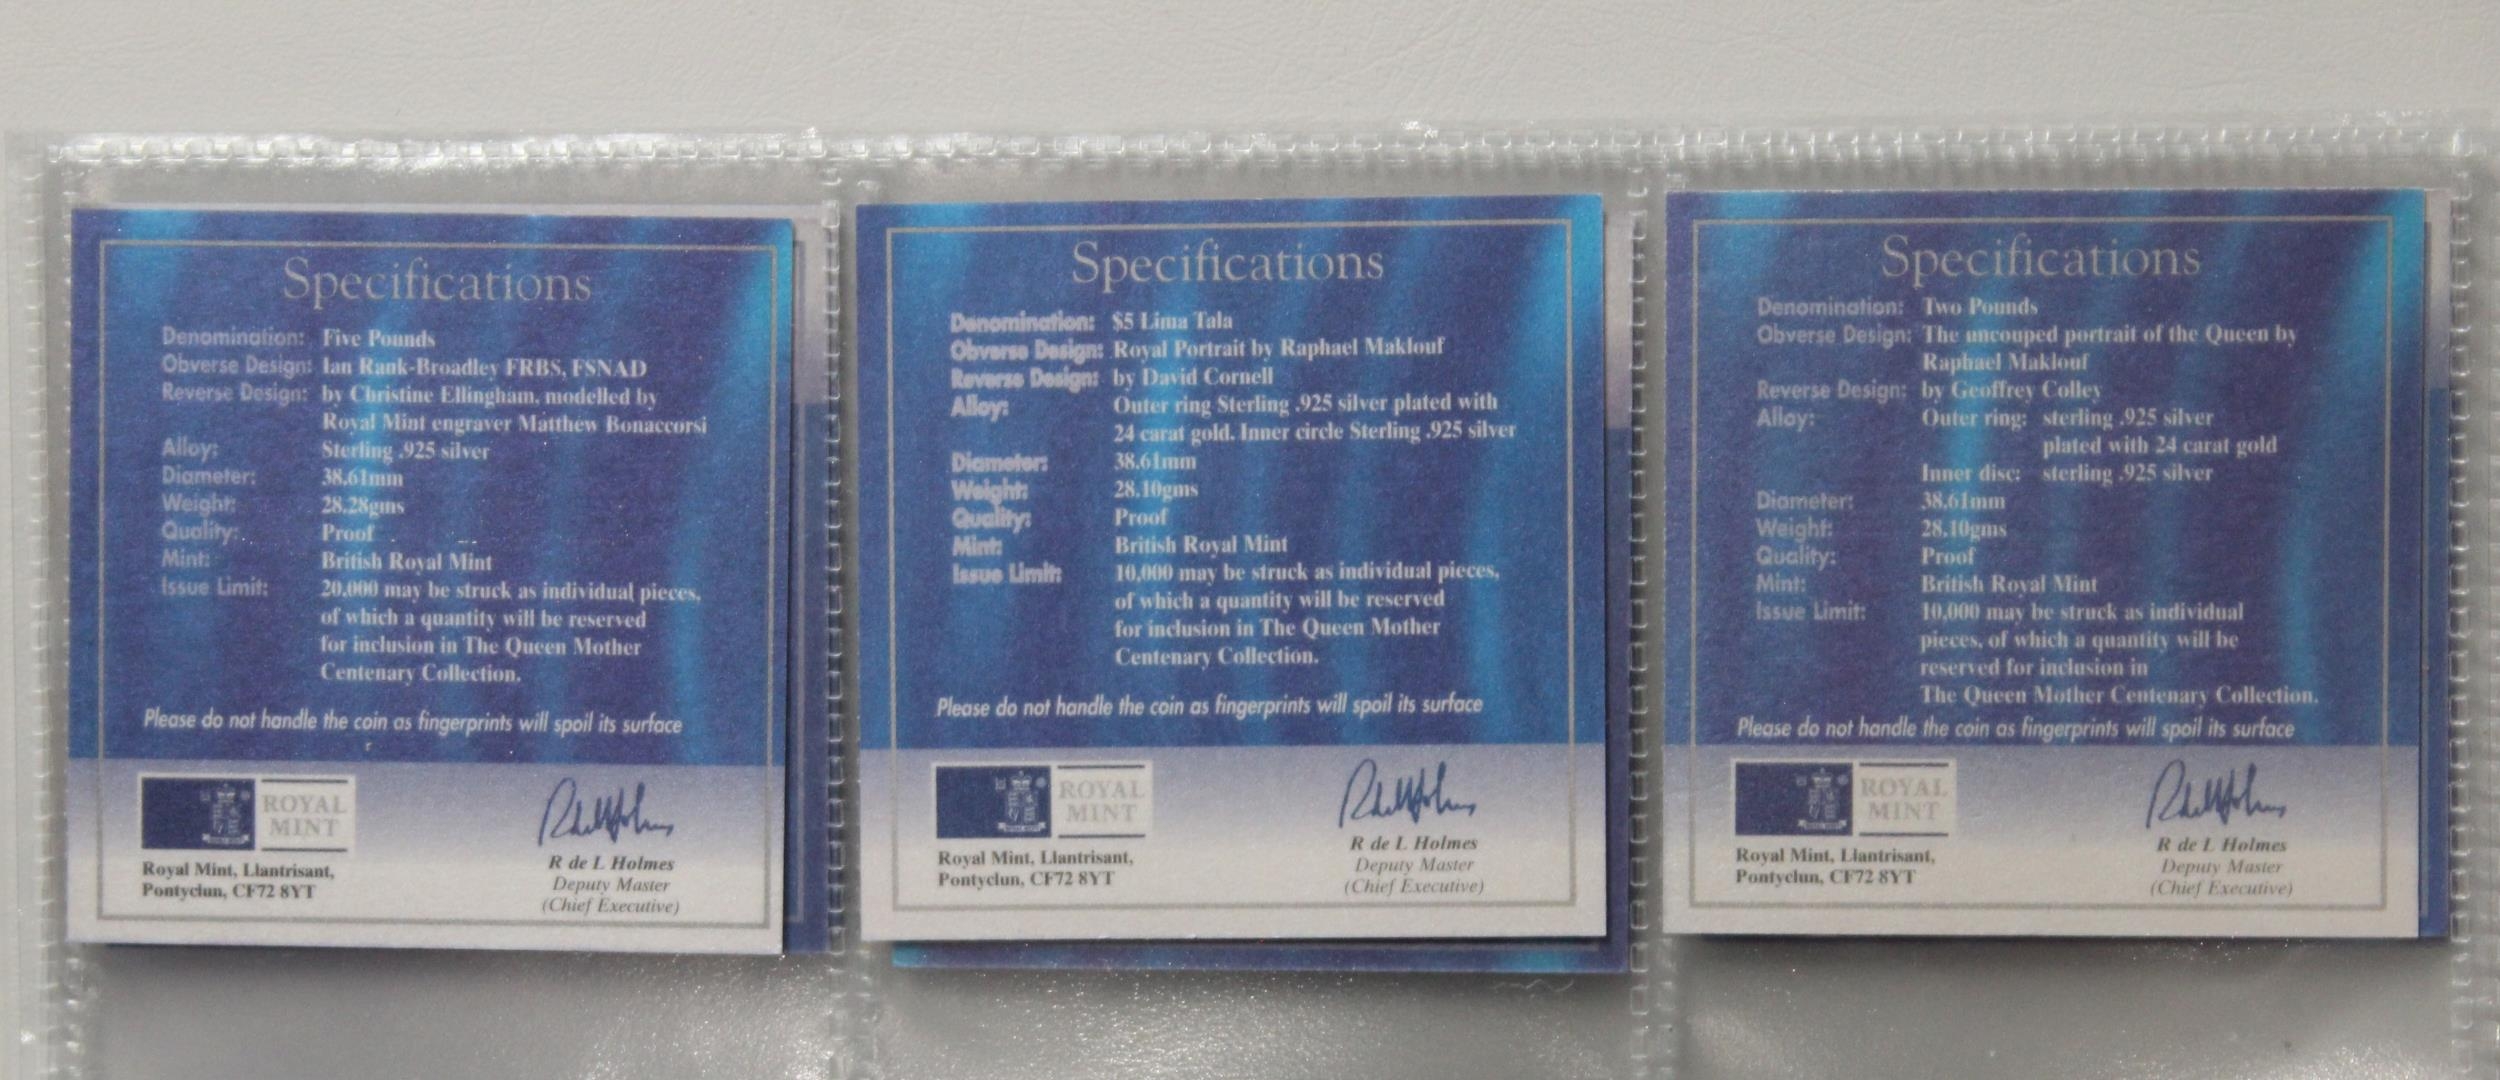 Specifications
Denomination: Five Pounds
Obverse Design: Ian Rank-Broadley FRBS, FSNAD
Reverse Design: by Christine Ellingham, modelled by
Royal Mint engraver Matthew Bonaccorsi
Alloy: Sterling .925 silver
Diameter: 38.61mm
Weight: 28.28gms
Quality: Proof
Mint: British Royal Mint
Issue Limit: 20,000 may be struck as individual pieces,
of which a quantity will be reserved
for inclusion in The Queen Mother
Centenary Collection.
Please do not handle the coin as fingerprints will spoil its surface
ROYAL
MINT
Royal Mint, Llantrisant,
Pontyclun, CF72 8YT
R de L Holmes
Deputy Master
(Chief Executive)
Specifications
Denomination: $5 Lima Tala
Obverse Design: Royal Portrait by Raphael Maklouf
Reverse Design: by David Cornell
Alloy: Outer ring Sterling .925 silver plated with
24 carat gold. Inner circle Sterling .925 silver
Diameter: 38.61mm
Weight: 28.10gms
Quality: Proof
Mint: British Royal Mint
Issue Limit: 10,000 may be struck as individual pieces,
of which a quantity will be reserved
for inclusion in The Queen Mother
Centenary Collection.
Please do not handle the coin as fingerprints will spoil its surface
ROYAL
MINT
Royal Mint, Llantrisant,
Pontyclun, CF72 8YT
R de L Holmes
Deputy Master
(Chief Executive)
Specifications
Denomination: Two Pounds
Obverse Design: The uncouped portrait of the Queen by
Raphael Maklouf
Reverse Design: by Geoffrey Colley
Alloy: Outer ring: sterling .925 silver
plated with 24 carat gold
Inner disc: sterling .925 silver
Diameter: 38.61mm
Weight: 28.10gms
Quality: Proof
Mint: British Royal Mint
Issue Limit: 10,000 may be struck as individual
pieces, of which a quantity will be
reserved for inclusion in
The Queen Mother Centenary Collection.
Please do not handle the coin as fingerprints will spoil its surface
ROYAL
MINT
Royal Mint, Llantrisant,
Pontyclun, CF72 8YT
R de L Holmes
Deputy Master
(Chief Executive)